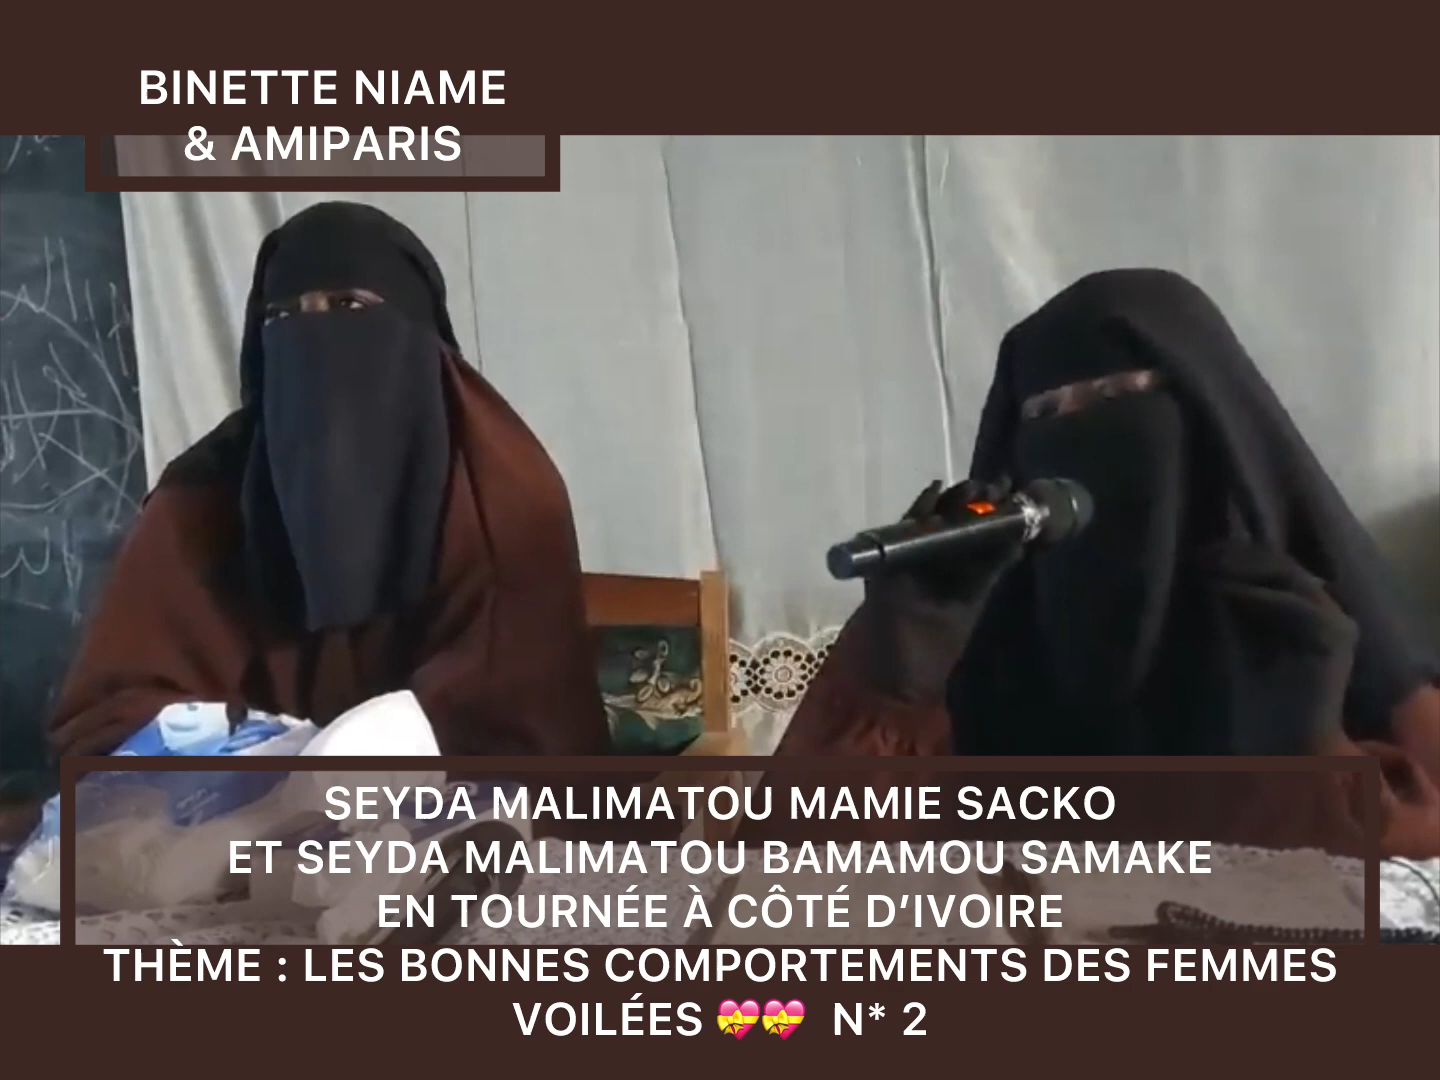 BINETTE NIAME
& AMIPARIS
SEYDA MALIMATOU MAMIE SACKO
ET SEYDA MALIMATOU BAMAMOU SAMAKE
EN TOURNÉE À CÔTÉ D’IVOIRE
THÈME : LES BONNES COMPORTEMENTS DES FEMMES
VOILÉES 💝💝 N* 2